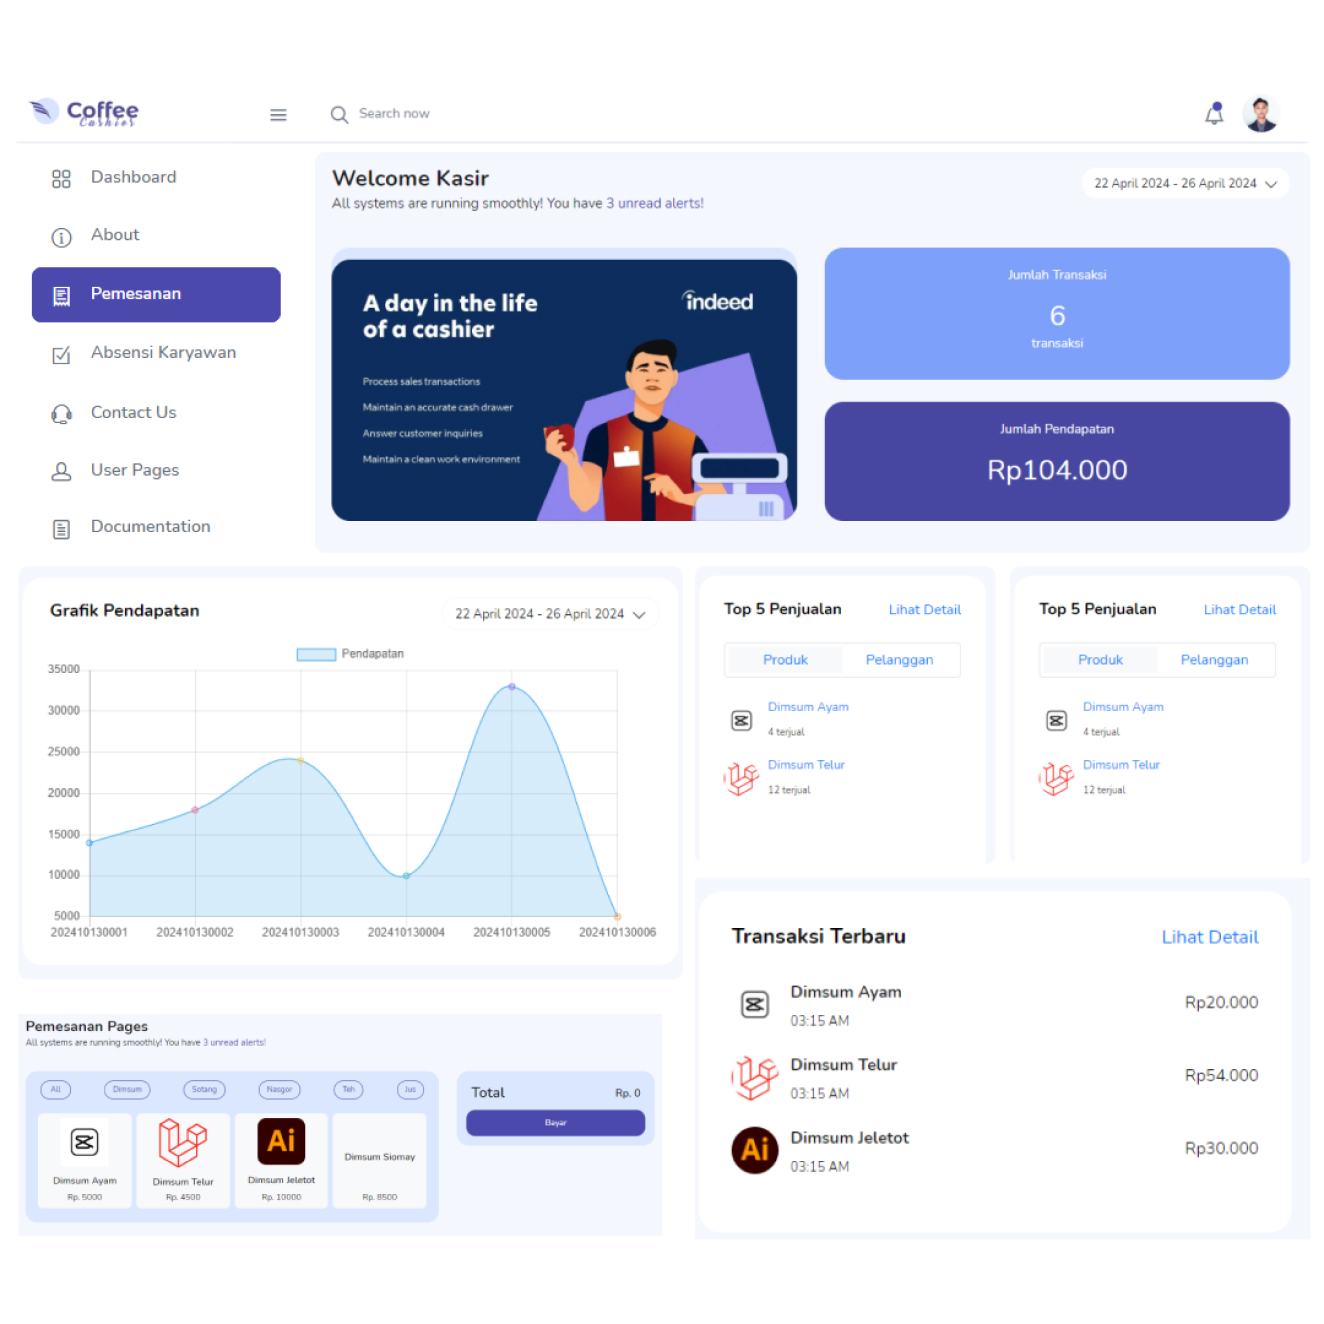 Coffee
Cashier
Search now
Dashboard
About
Pemesanan
Absensi Karyawan
Contact Us
User Pages
Documentation
Welcome Kasir
All systems are running smoothly! You have 3 unread alerts!
22 April 2024 - 26 April 2024
A day in the life
of a cashier
indeed
Process sales transactions
Maintain an accurate cash drawer
Answer customer inquiries
Maintain a clean work environment
Jumlah Transaksi
6
transaksi
Jumlah Pendapatan
Rp104.000
Grafik Pendapatan
22 April 2024 - 26 April 2024
Pendapatan
35000
30000
25000
20000
15000
10000
5000
202410130001 202410130002 202410130003 202410130004 202410130005 202410130006
Top 5 Penjualan Lihat Detail
Produk Pelanggan
Dimsum Ayam
4 terjual
Dimsum Telur
12 terjual
Top 5 Penjualan Lihat Detail
Produk Pelanggan
Dimsum Ayam
4 terjual
Dimsum Telur
12 terjual
Transaksi Terbaru Lihat Detail
Dimsum Ayam
03:15 AM
Rp20.000
Dimsum Telur
03:15 AM
Rp54.000
Ai
Dimsum Jeletot
03:15 AM
Rp30.000
Pemesanan Pages
All systems are running smoothly! You have 3 unread alerts!
All Dimsum Sotang Nasgor Teh Jus
Dimsum Ayam
Rp. 5000
Dimsum Telur
Rp. 4500
Ai
Dimsum Jeletot
Rp. 10000
Dimsum Siomay
Rp. 8500
Total Rp. 0
Bayar